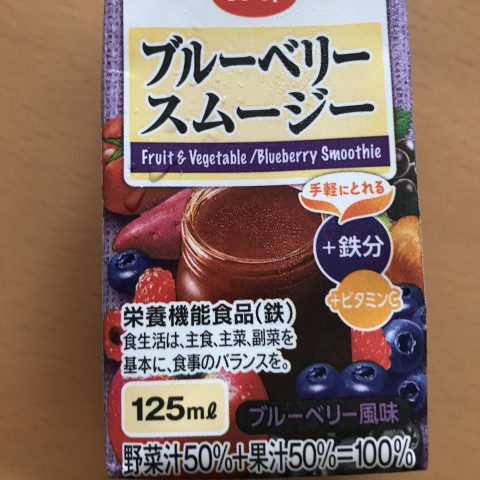 ブルーベリー
スムージー
Fruit & Vegetable /Blueberry Smoothie
手軽にとれる
+鉄分
+ビタミンC
栄養機能食品(鉄)
食生活は、主食、主菜、副菜を
基本に、食事のバランスを。
125mℓ
ブルーベリー風味
野菜汁50%+果汁50%=100%